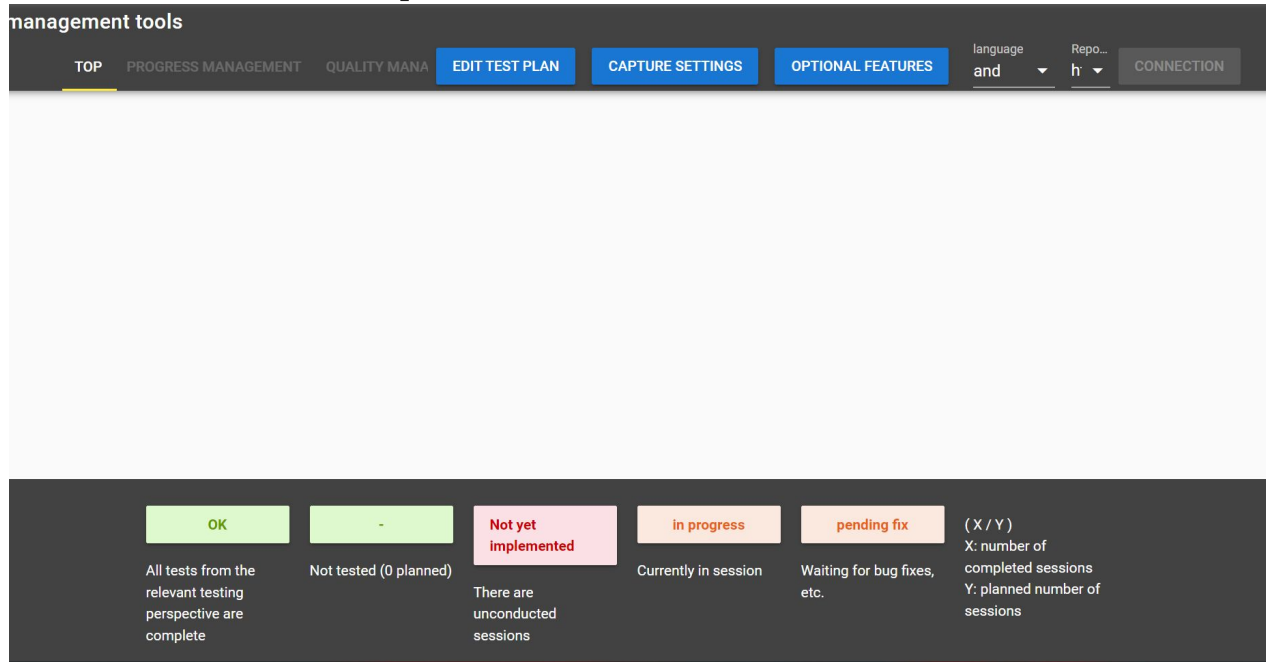 management tools
TOP
PROGRESS MANAGEMENT
QUALITY MANA
EDIT TEST PLAN
CAPTURE SETTINGS
OPTIONAL FEATURES
language
and
Repo...
h
CONNECTION
OK
All tests from the
relevant testing
perspective are
complete
-
Not tested (0 planned)
Not yet
implemented
There are
unconducted
sessions
in progress
Currently in session
pending fix
Waiting for bug fixes,
etc.
( X / Y )
X: number of
completed sessions
Y: planned number of
sessions